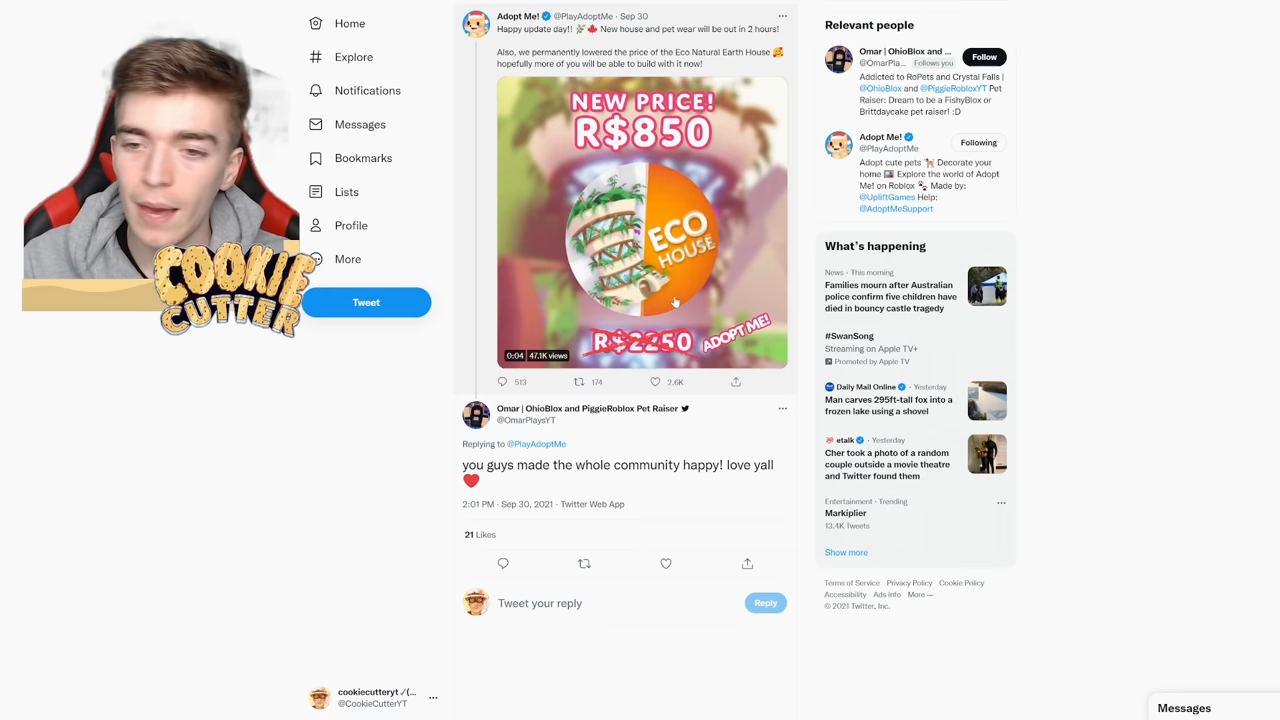 Home
Explore
Notifications
Messages
Bookmarks
Lists
Profile
More
Tweet
COOKIE
CUTTER
cookiecutteryt ✓(...
@CookieCutterYT
Adopt Me! @PlayAdoptMe · Sep 30
Happy update day!! 🌿 🍁 New house and pet wear will be out in 2 hours!
Also, we permanently lowered the price of the Eco Natural Earth House 🥰
hopefully more of you will be able to build with it now!
NEW PRICE!
R$850
ECO
HOUSE
R$2250
ADOPT ME!
0:04 47.1K views
513 174 2.6K
Omar | OhioBlox and PiggieRoblox Pet Raiser
@OmarPlaysYT
Replying to @PlayAdoptMe
you guys made the whole community happy! love yall
❤️
2:01 PM · Sep 30, 2021 · Twitter Web App
21 Likes
Tweet your reply
Reply
Relevant people
Omar | OhioBlox and ...
@OmarPla... Follows you
Follow
Addicted to RoPets and Crystal Falls |
@OhioBlox and @PiggieRobloxYT Pet
Raiser: Dream to be a FishyBlox or
Brittdaycake pet raiser! :D
Adopt Me!
@PlayAdoptMe
Following
Adopt cute pets 🐕 Decorate your
home 🖼️ Explore the world of Adopt
Me! on Roblox 🐾 Made by:
@UpliftGames Help:
@AdoptMeSupport
What's happening
News · This morning
Families mourn after Australian
police confirm five children have
died in bouncy castle tragedy
#SwanSong
Streaming on Apple TV+
Promoted by Apple TV
Daily Mail Online · Yesterday
Man carves 295ft-tall fox into a
frozen lake using a shovel
etalk · Yesterday
Cher took a photo of a random
couple outside a movie theatre
and Twitter found them
Entertainment · Trending
Markiplier
13.4K Tweets
Show more
Terms of Service Privacy Policy Cookie Policy
Accessibility Ads info More ···
© 2021 Twitter, Inc.
Messages